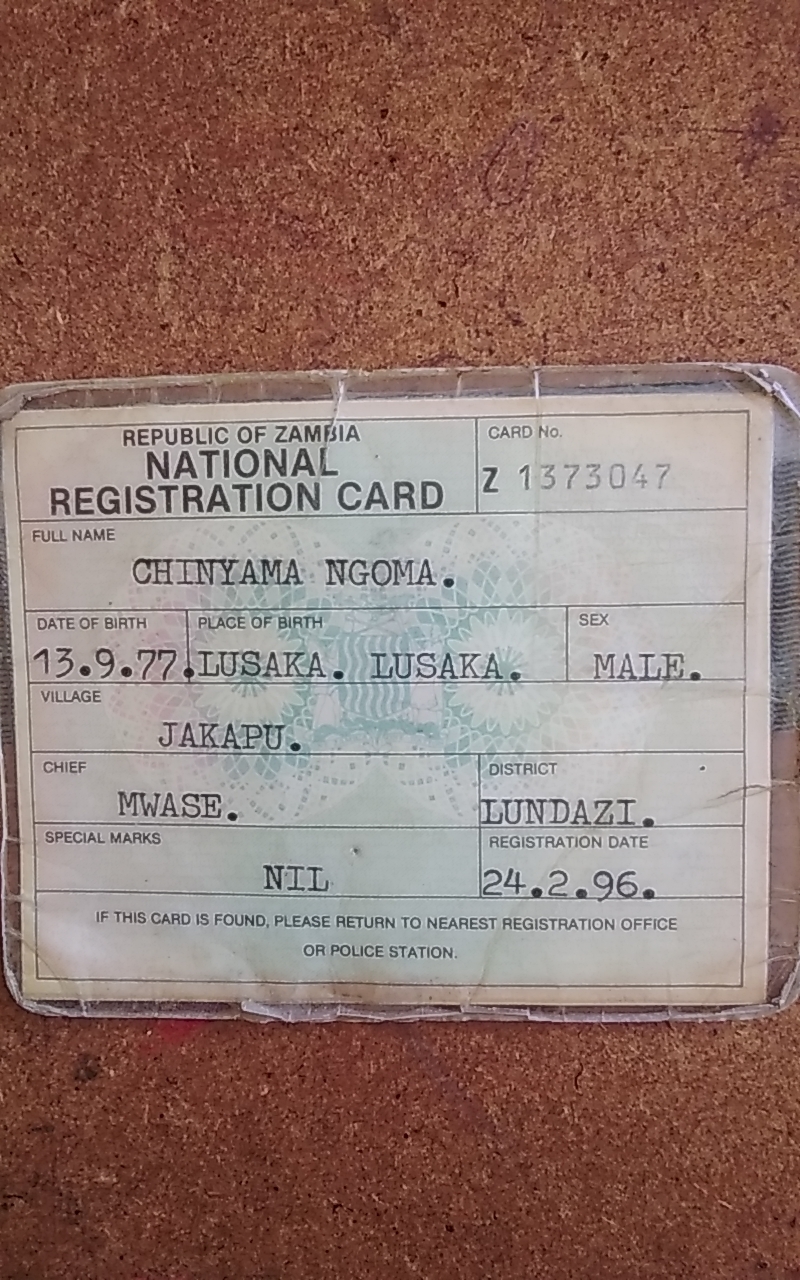 REPUBLIC OF ZAMBIA
NATIONAL
REGISTRATION CARD
CARD No.
Z 1373047
FULL NAME
CHINYAMA NGOMA.
DATE OF BIRTH
13.9.77.
PLACE OF BIRTH
LUSAKA. LUSAKA.
SEX
MALE.
VILLAGE
JAKAPU.
CHIEF
MWASE.
DISTRICT
LUNDAZI.
SPECIAL MARKS
NIL
REGISTRATION DATE
24.2.96.
IF THIS CARD IS FOUND, PLEASE RETURN TO NEAREST REGISTRATION OFFICE
OR POLICE STATION.